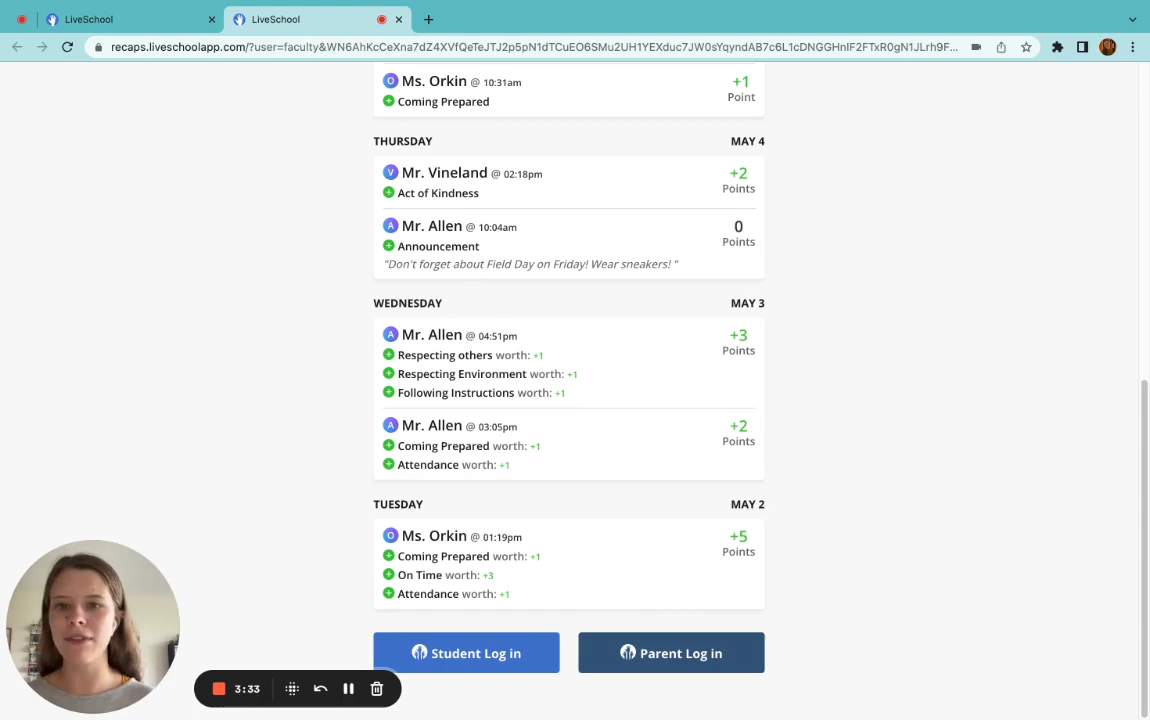 LiveSchool
LiveSchool
recaps.liveschoolapp.com/?user=faculty&WN6AhKcCeXna7dZ4XVfQeTeJTJ2p5pN1dTCuEO6SMu2UH1YEXduc7JW0sYqyndAB7c6L1cDNGGHnIF2FTxR0gN1JLrh9F...
Ms. Orkin @ 10:31am
+1
Point
Coming Prepared
THURSDAY MAY 4
V Mr. Vineland @ 02:18pm
+2
Points
Act of Kindness
A Mr. Allen @ 10:04am
0
Points
Announcement
"Don't forget about Field Day on Friday! Wear sneakers! "
WEDNESDAY MAY 3
A Mr. Allen @ 04:51pm
+3
Points
Respecting others worth: +1
Respecting Environment worth: +1
Following Instructions worth: +1
A Mr. Allen @ 03:05pm
+2
Points
Coming Prepared worth: +1
Attendance worth: +1
TUESDAY MAY 2
O Ms. Orkin @ 01:19pm
+5
Points
Coming Prepared worth: +1
On Time worth: +3
Attendance worth: +1
Student Log in
Parent Log in
3:33